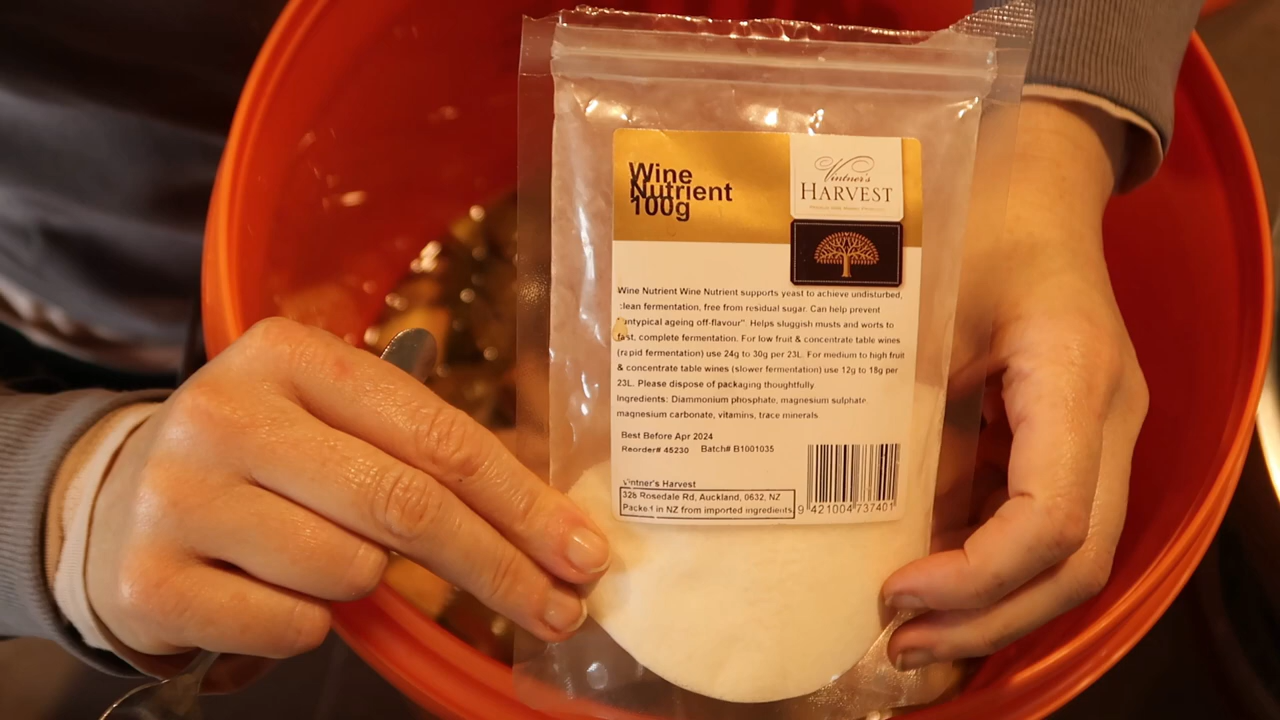 Wine
Nutrient
100g
Vintner's
HARVEST
Wine Nutrient Wine Nutrient supports yeast to achieve undisturbed,
clean fermentation, free from residual sugar. Can help prevent
"untypical ageing off-flavour". Helps sluggish musts and worts to
fast, complete fermentation. For low fruit & concentrate table wines
(rapid fermentation) use 24g to 30g per 23L. For medium to high fruit
& concentrate table wines (slower fermentation) use 12g to 18g per
23L. Please dispose of packaging thoughtfully
Ingredients: Diammonium phosphate, magnesium sulphate,
magnesium carbonate, vitamins, trace minerals
Best Before Apr 2024
Reorder# 45230 Batch# B1001035
Vintner's Harvest
328 Rosedale Rd, Auckland, 0632, NZ
Packed in NZ from imported ingredients
9 421004 737401